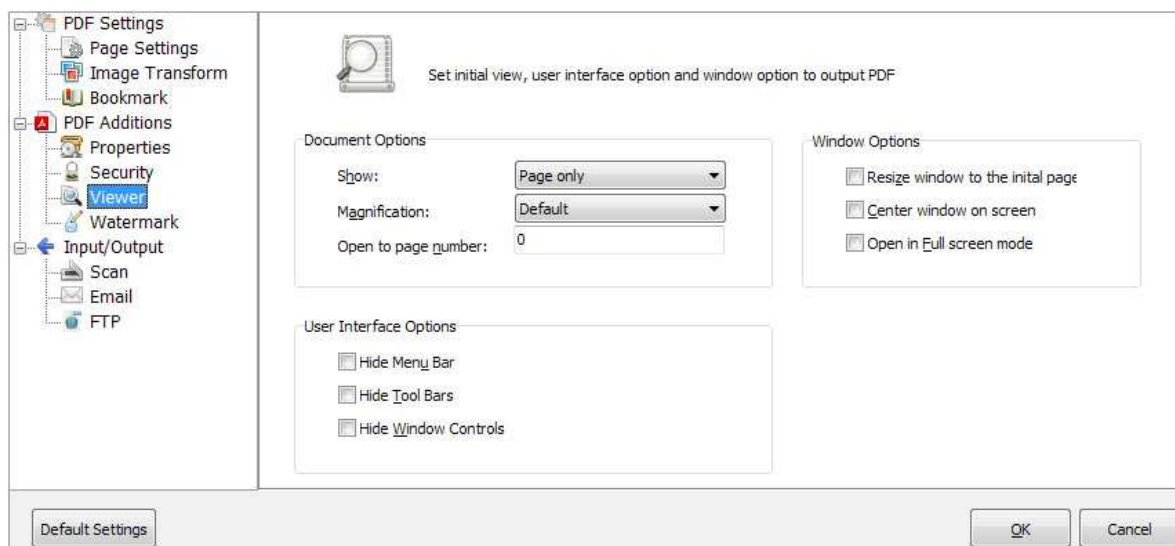 PDF Settings
Page Settings
Image Transform
Bookmark
PDF Additions
Properties
Security
Viewer
Watermark
Input/Output
Scan
Email
FTP
Set initial view, user interface option and window option to output PDF
Document Options
Show: Page only
Magnification: Default
Open to page number: 0
Window Options
Resize window to the inital page
Center window on screen
Open in Full screen mode
User Interface Options
Hide Menu Bar
Hide Tool Bars
Hide Window Controls
Default Settings
OK
Cancel